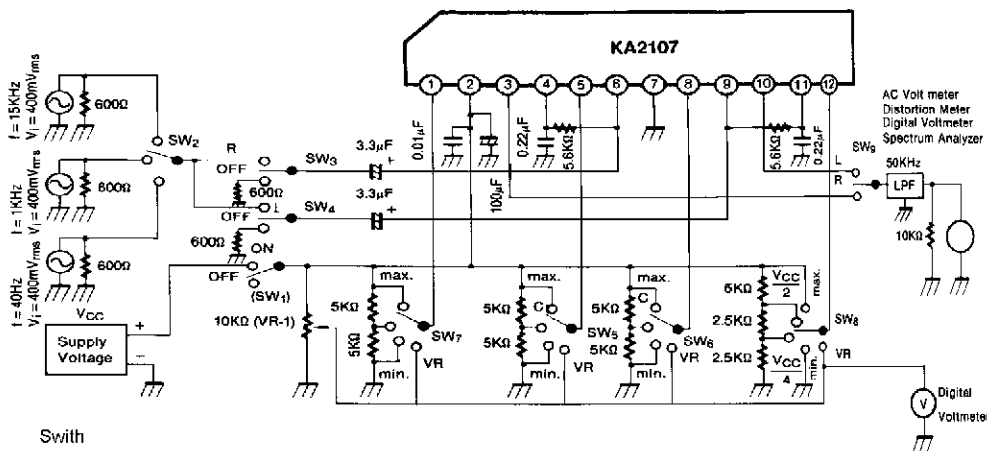 KA2107
1 2 3 4 5 6 7 8 9 10 11 12
f = 15KHz
Vi = 400mVrms
600Ω
f = 1KHz
Vi = 400mVrms
600Ω
f = 40Hz
Vi = 400mVrms
600Ω
SW2
R
OFF
SW3
600Ω
L
OFF
SW4
600Ω
ON
OFF
(SW1)
3.3μF
+
3.3μF
+
0.01μF
100μF
0.22μF
5.6KΩ
5.6KΩ
0.22μF
AC Volt meter
Distortion Meter
Digital Voltmeter
Spectrum Analyzer
SW9
L
R
50KHz
LPF
10KΩ
VCC
Supply
Voltage
+
−
10KΩ (VR-1)
max.
5KΩ
5KΩ
SW7
min.
VR
max.
5KΩ
C
5KΩ
SW5
min.
VR
max.
5KΩ
C
5KΩ
SW6
min.
VR
5KΩ
VCC
2
max.
2.5KΩ
SW8
2.5KΩ
VCC
4
min.
VR
V
Digital
Voltmeter
Swith